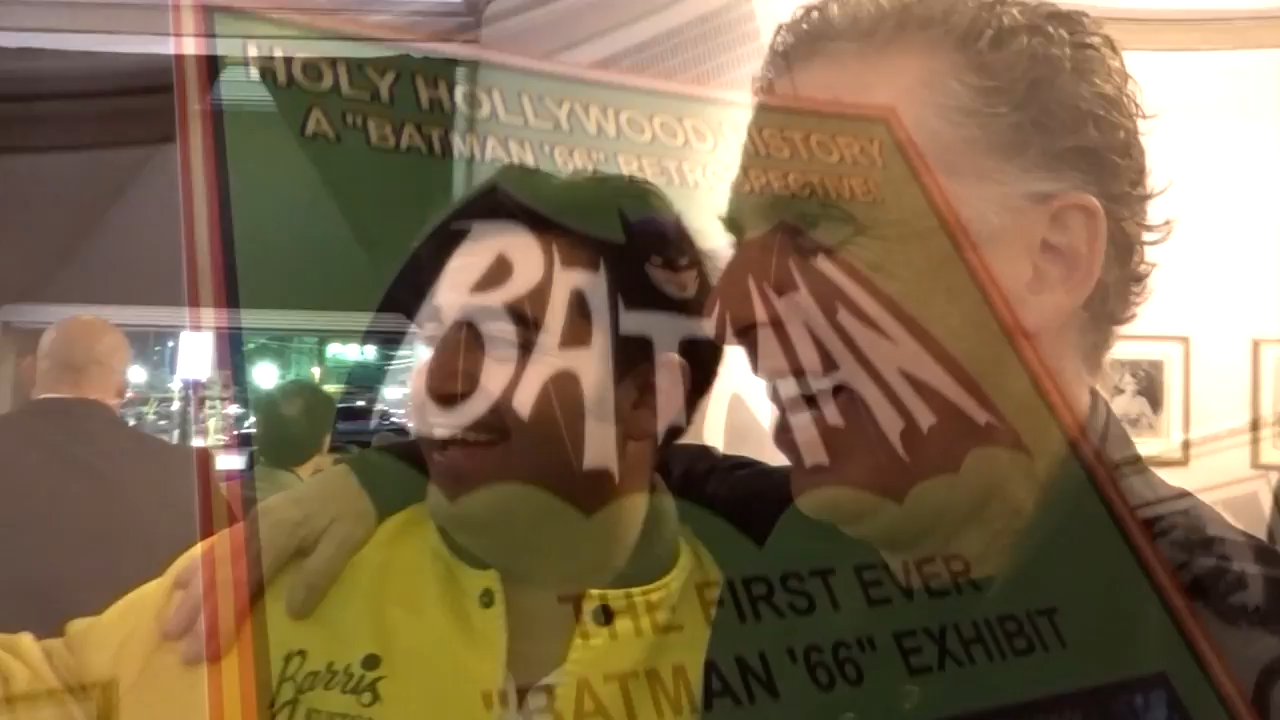 HOLY HOLLYWOOD HISTORY
A "BATMAN '66" RETROSPECTIVE!
BATMAN
THE FIRST EVER
"BATMAN '66" EXHIBIT
Barris